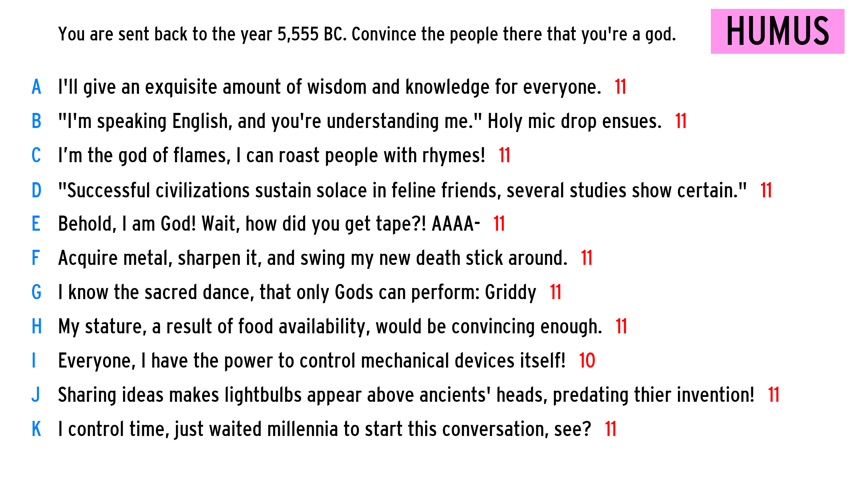 You are sent back to the year 5,555 BC. Convince the people there that you're a god.
HUMUS
A I'll give an exquisite amount of wisdom and knowledge for everyone. 11
B "I'm speaking English, and you're understanding me." Holy mic drop ensues. 11
C I’m the god of flames, I can roast people with rhymes! 11
D "Successful civilizations sustain solace in feline friends, several studies show certain." 11
E Behold, I am God! Wait, how did you get tape?! AAAA- 11
F Acquire metal, sharpen it, and swing my new death stick around. 11
G I know the sacred dance, that only Gods can perform: Griddy 11
H My stature, a result of food availability, would be convincing enough. 11
I Everyone, I have the power to control mechanical devices itself! 10
J Sharing ideas makes lightbulbs appear above ancients' heads, predating thier invention! 11
K I control time, just waited millennia to start this conversation, see? 11